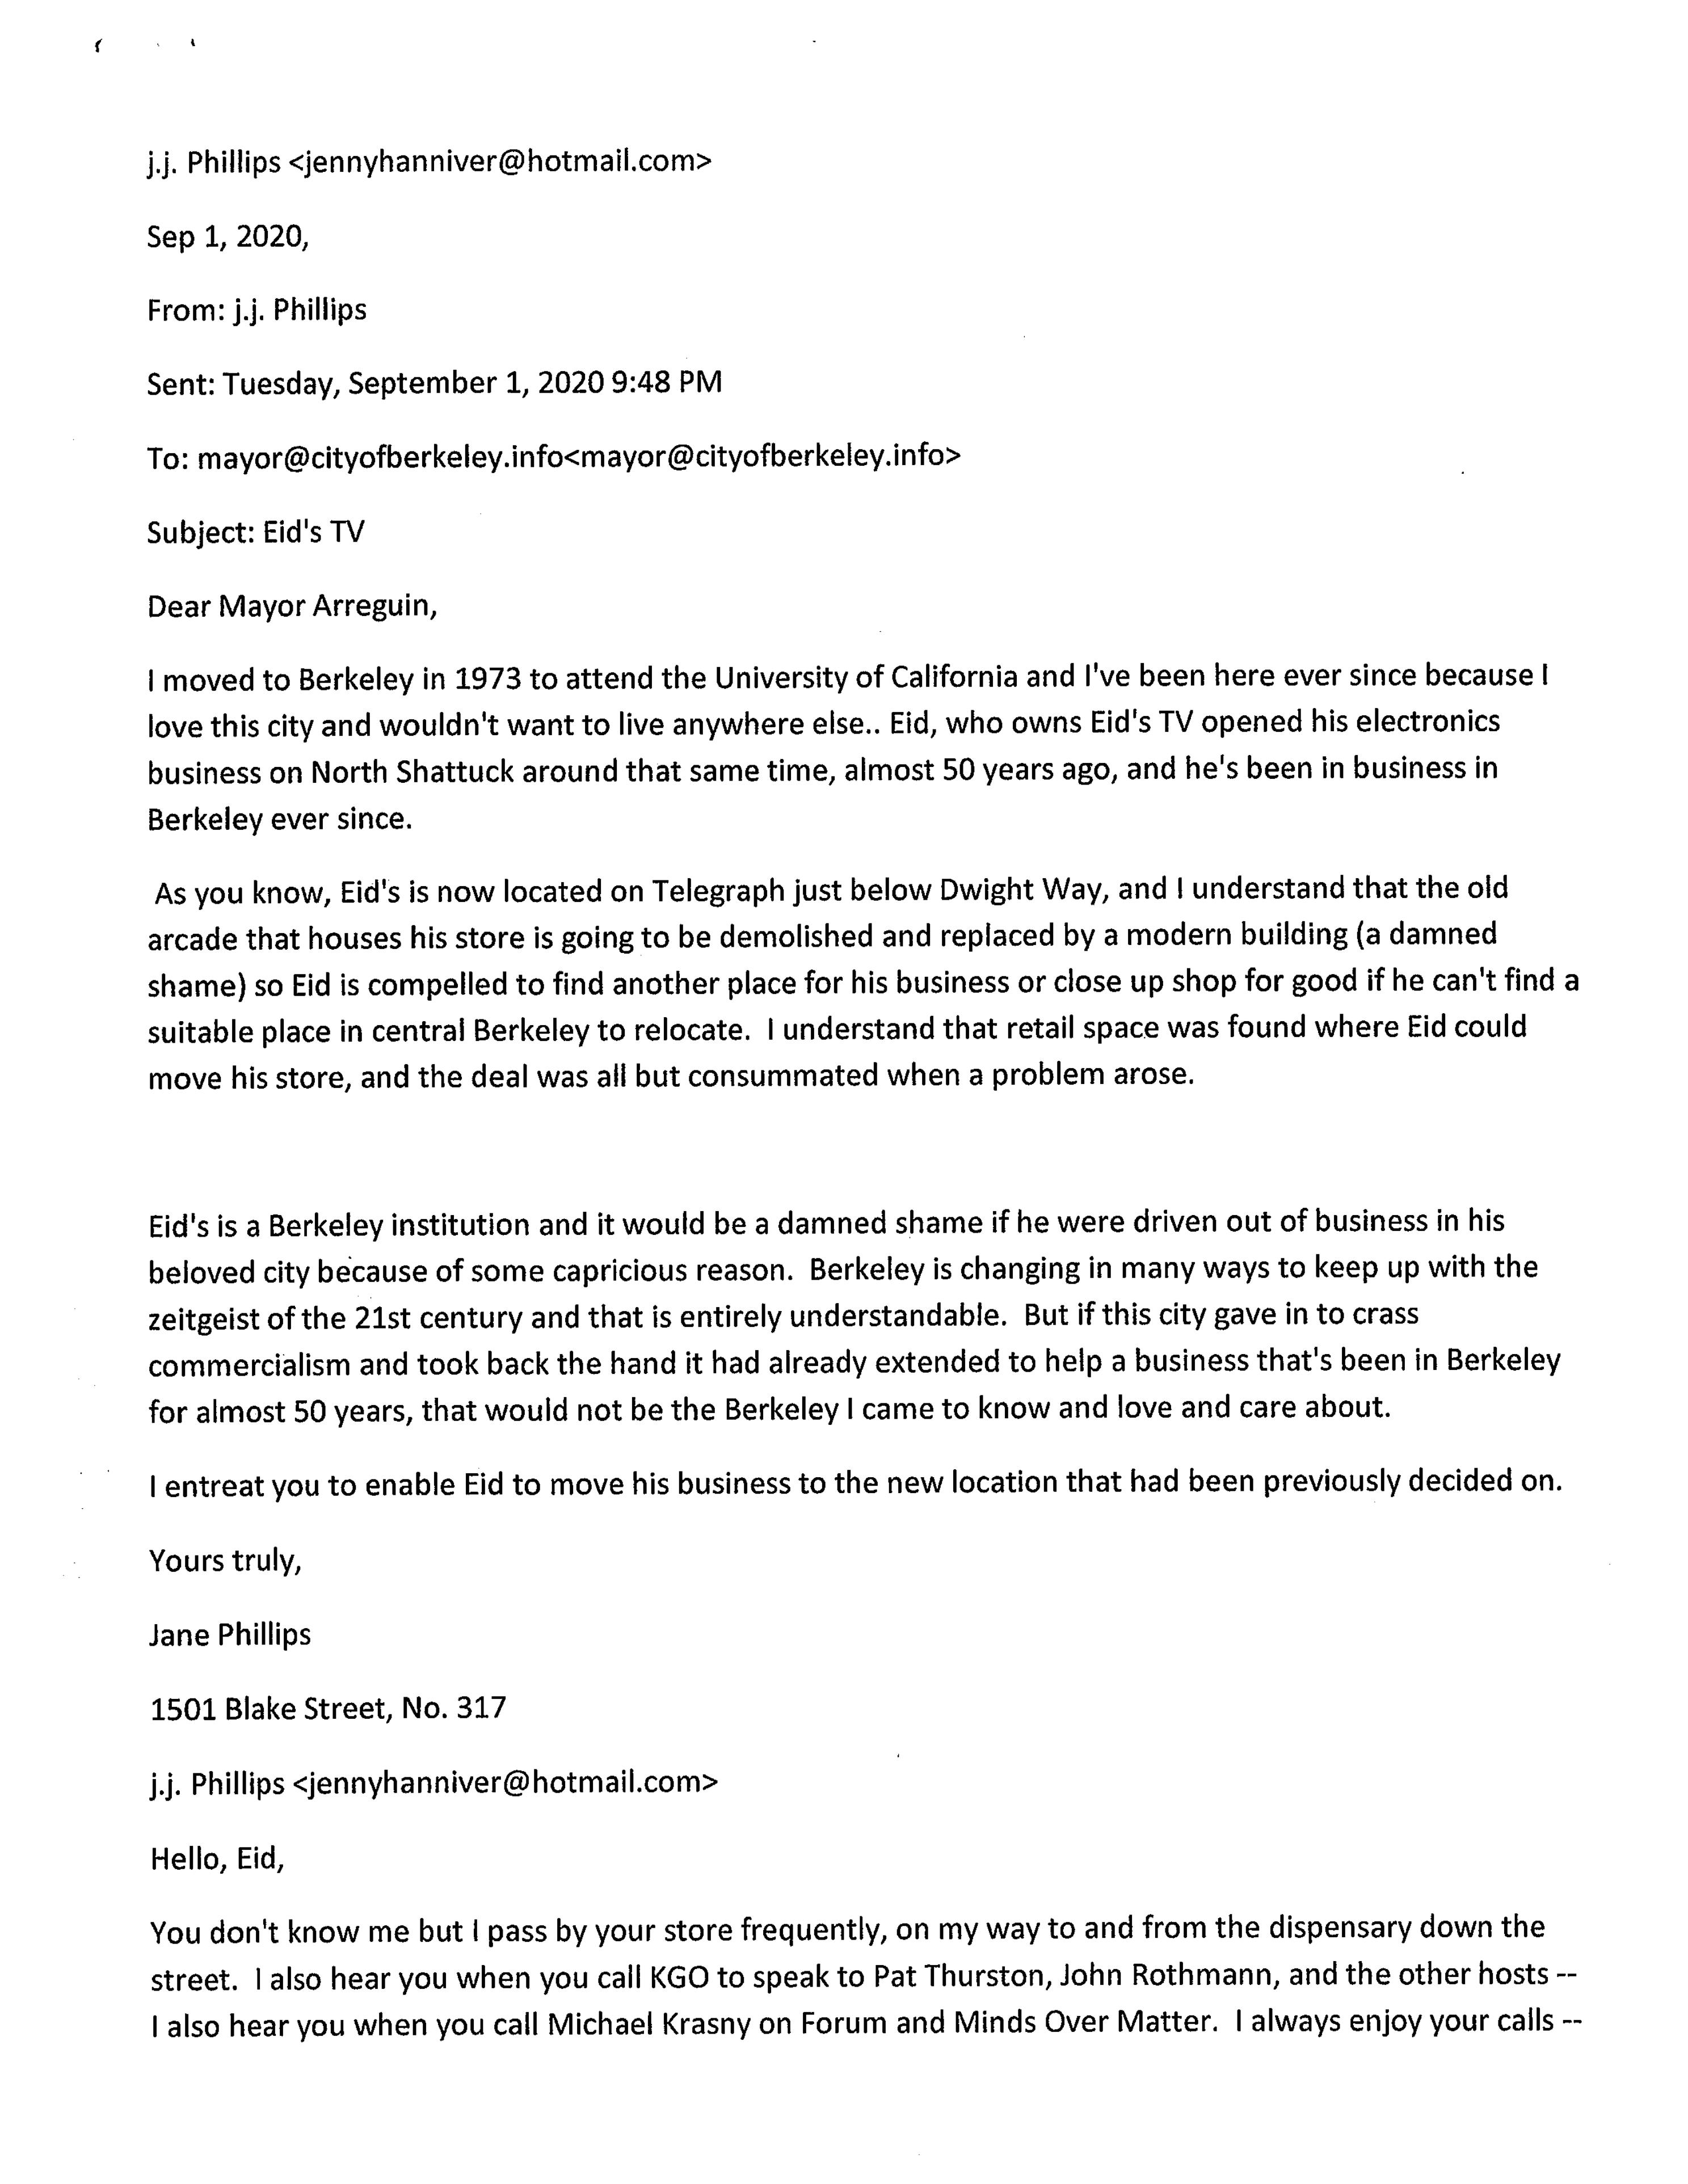 j.j. Phillips <jennyhanniver@hotmail.com>
Sep 1, 2020,
From: j.j. Phillips
Sent: Tuesday, September 1, 2020 9:48 PM
To: mayor@cityofberkeley.info<mayor@cityofberkeley.info>
Subject: Eid's TV
Dear Mayor Arreguin,
I moved to Berkeley in 1973 to attend the University of California and I've been here ever since because I
love this city and wouldn't want to live anywhere else.. Eid, who owns Eid's TV opened his electronics
business on North Shattuck around that same time, almost 50 years ago, and he's been in business in
Berkeley ever since.
As you know, Eid's is now located on Telegraph just below Dwight Way, and I understand that the old
arcade that houses his store is going to be demolished and replaced by a modern building (a damned
shame) so Eid is compelled to find another place for his business or close up shop for good if he can't find a
suitable place in central Berkeley to relocate.  I understand that retail space was found where Eid could
move his store, and the deal was all but consummated when a problem arose.
Eid's is a Berkeley institution and it would be a damned shame if he were driven out of business in his
beloved city because of some capricious reason.  Berkeley is changing in many ways to keep up with the
zeitgeist of the 21st century and that is entirely understandable.  But if this city gave in to crass
commercialism and took back the hand it had already extended to help a business that's been in Berkeley
for almost 50 years, that would not be the Berkeley I came to know and love and care about.
I entreat you to enable Eid to move his business to the new location that had been previously decided on.
Yours truly,
Jane Phillips
1501 Blake Street, No. 317
j.j. Phillips <jennyhanniver@hotmail.com>
Hello, Eid,
You don't know me but I pass by your store frequently, on my way to and from the dispensary down the
street.  I also hear you when you call KGO to speak to Pat Thurston, John Rothmann, and the other hosts --
I also hear you when you call Michael Krasny on Forum and Minds Over Matter.  I always enjoy your calls --